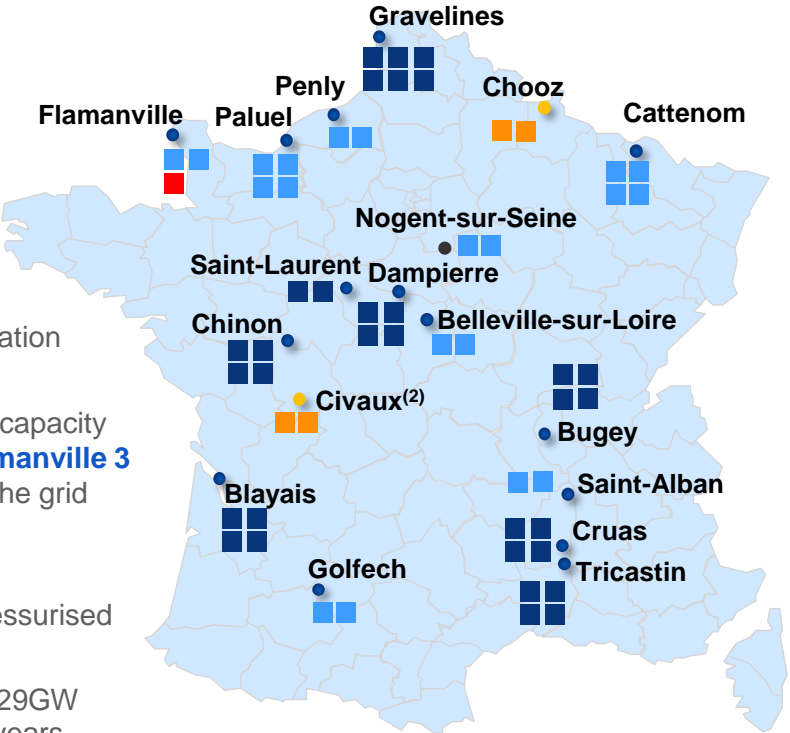 Gravelines
Penly
Chooz
Flamanville
Paluel
Cattenom
Nogent-sur-Seine
Saint-Laurent
Dampierre
Chinon
Belleville-sur-Loire
Civaux(2)
Bugey
Saint-Alban
Blayais
Cruas
Golfech
Tricastin
ation
capacity
manville 3
he grid
essurised
29GW
years